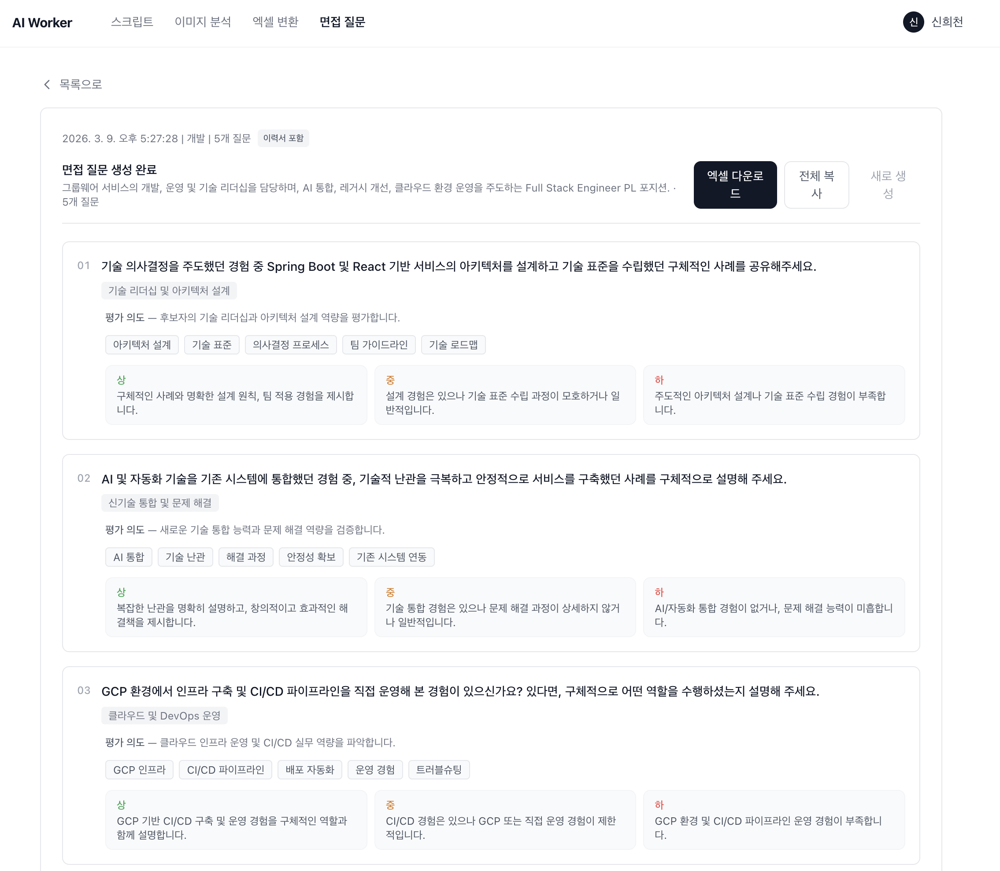 AI Worker 스크립트 이미지 분석 엑셀 변환 면접 질문 신 신희천
목록으로
2026. 3. 9. 오후 5:27:28 | 개발 | 5개 질문 이력서 포함
면접 질문 생성 완료
그룹웨어 서비스의 개발, 운영 및 기술 리더십을 담당하며, AI 통합, 레거시 개선, 클라우드 환경 운영을 주도하는 Full Stack Engineer PL 포지션. ·
5개 질문
엑셀 다운로
드
전체 복
사
새로 생
성
01 기술 의사결정을 주도했던 경험 중 Spring Boot 및 React 기반 서비스의 아키텍처를 설계하고 기술 표준을 수립했던 구체적인 사례를 공유해주세요.
기술 리더십 및 아키텍처 설계
평가 의도 — 후보자의 기술 리더십과 아키텍처 설계 역량을 평가합니다.
아키텍처 설계 기술 표준 의사결정 프로세스 팀 가이드라인 기술 로드맵
상
구체적인 사례와 명확한 설계 원칙, 팀 적용 경험을 제시합
니다.
중
설계 경험은 있으나 기술 표준 수립 과정이 모호하거나 일
반적입니다.
하
주도적인 아키텍처 설계나 기술 표준 수립 경험이 부족합
니다.
02 AI 및 자동화 기술을 기존 시스템에 통합했던 경험 중, 기술적 난관을 극복하고 안정적으로 서비스를 구축했던 사례를 구체적으로 설명해 주세요.
신기술 통합 및 문제 해결
평가 의도 — 새로운 기술 통합 능력과 문제 해결 역량을 검증합니다.
AI 통합 기술 난관 해결 과정 안정성 확보 기존 시스템 연동
상
복잡한 난관을 명확히 설명하고, 창의적이고 효과적인 해
결책을 제시합니다.
중
기술 통합 경험은 있으나 문제 해결 과정이 상세하지 않거
나 일반적입니다.
하
AI/자동화 통합 경험이 없거나, 문제 해결 능력이 미흡합니
다.
03 GCP 환경에서 인프라 구축 및 CI/CD 파이프라인을 직접 운영해 본 경험이 있으신가요? 있다면, 구체적으로 어떤 역할을 수행하셨는지 설명해 주세요.
클라우드 및 DevOps 운영
평가 의도 — 클라우드 인프라 운영 및 CI/CD 실무 역량을 파악합니다.
GCP 인프라 CI/CD 파이프라인 배포 자동화 운영 경험 트러블슈팅
상
GCP 기반 CI/CD 구축 및 운영 경험을 구체적인 역할과
함께 설명합니다.
중
CI/CD 경험은 있으나 GCP 또는 직접 운영 경험이 제한
적입니다.
하
GCP 환경 및 CI/CD 파이프라인 운영 경험이 부족합니
다.